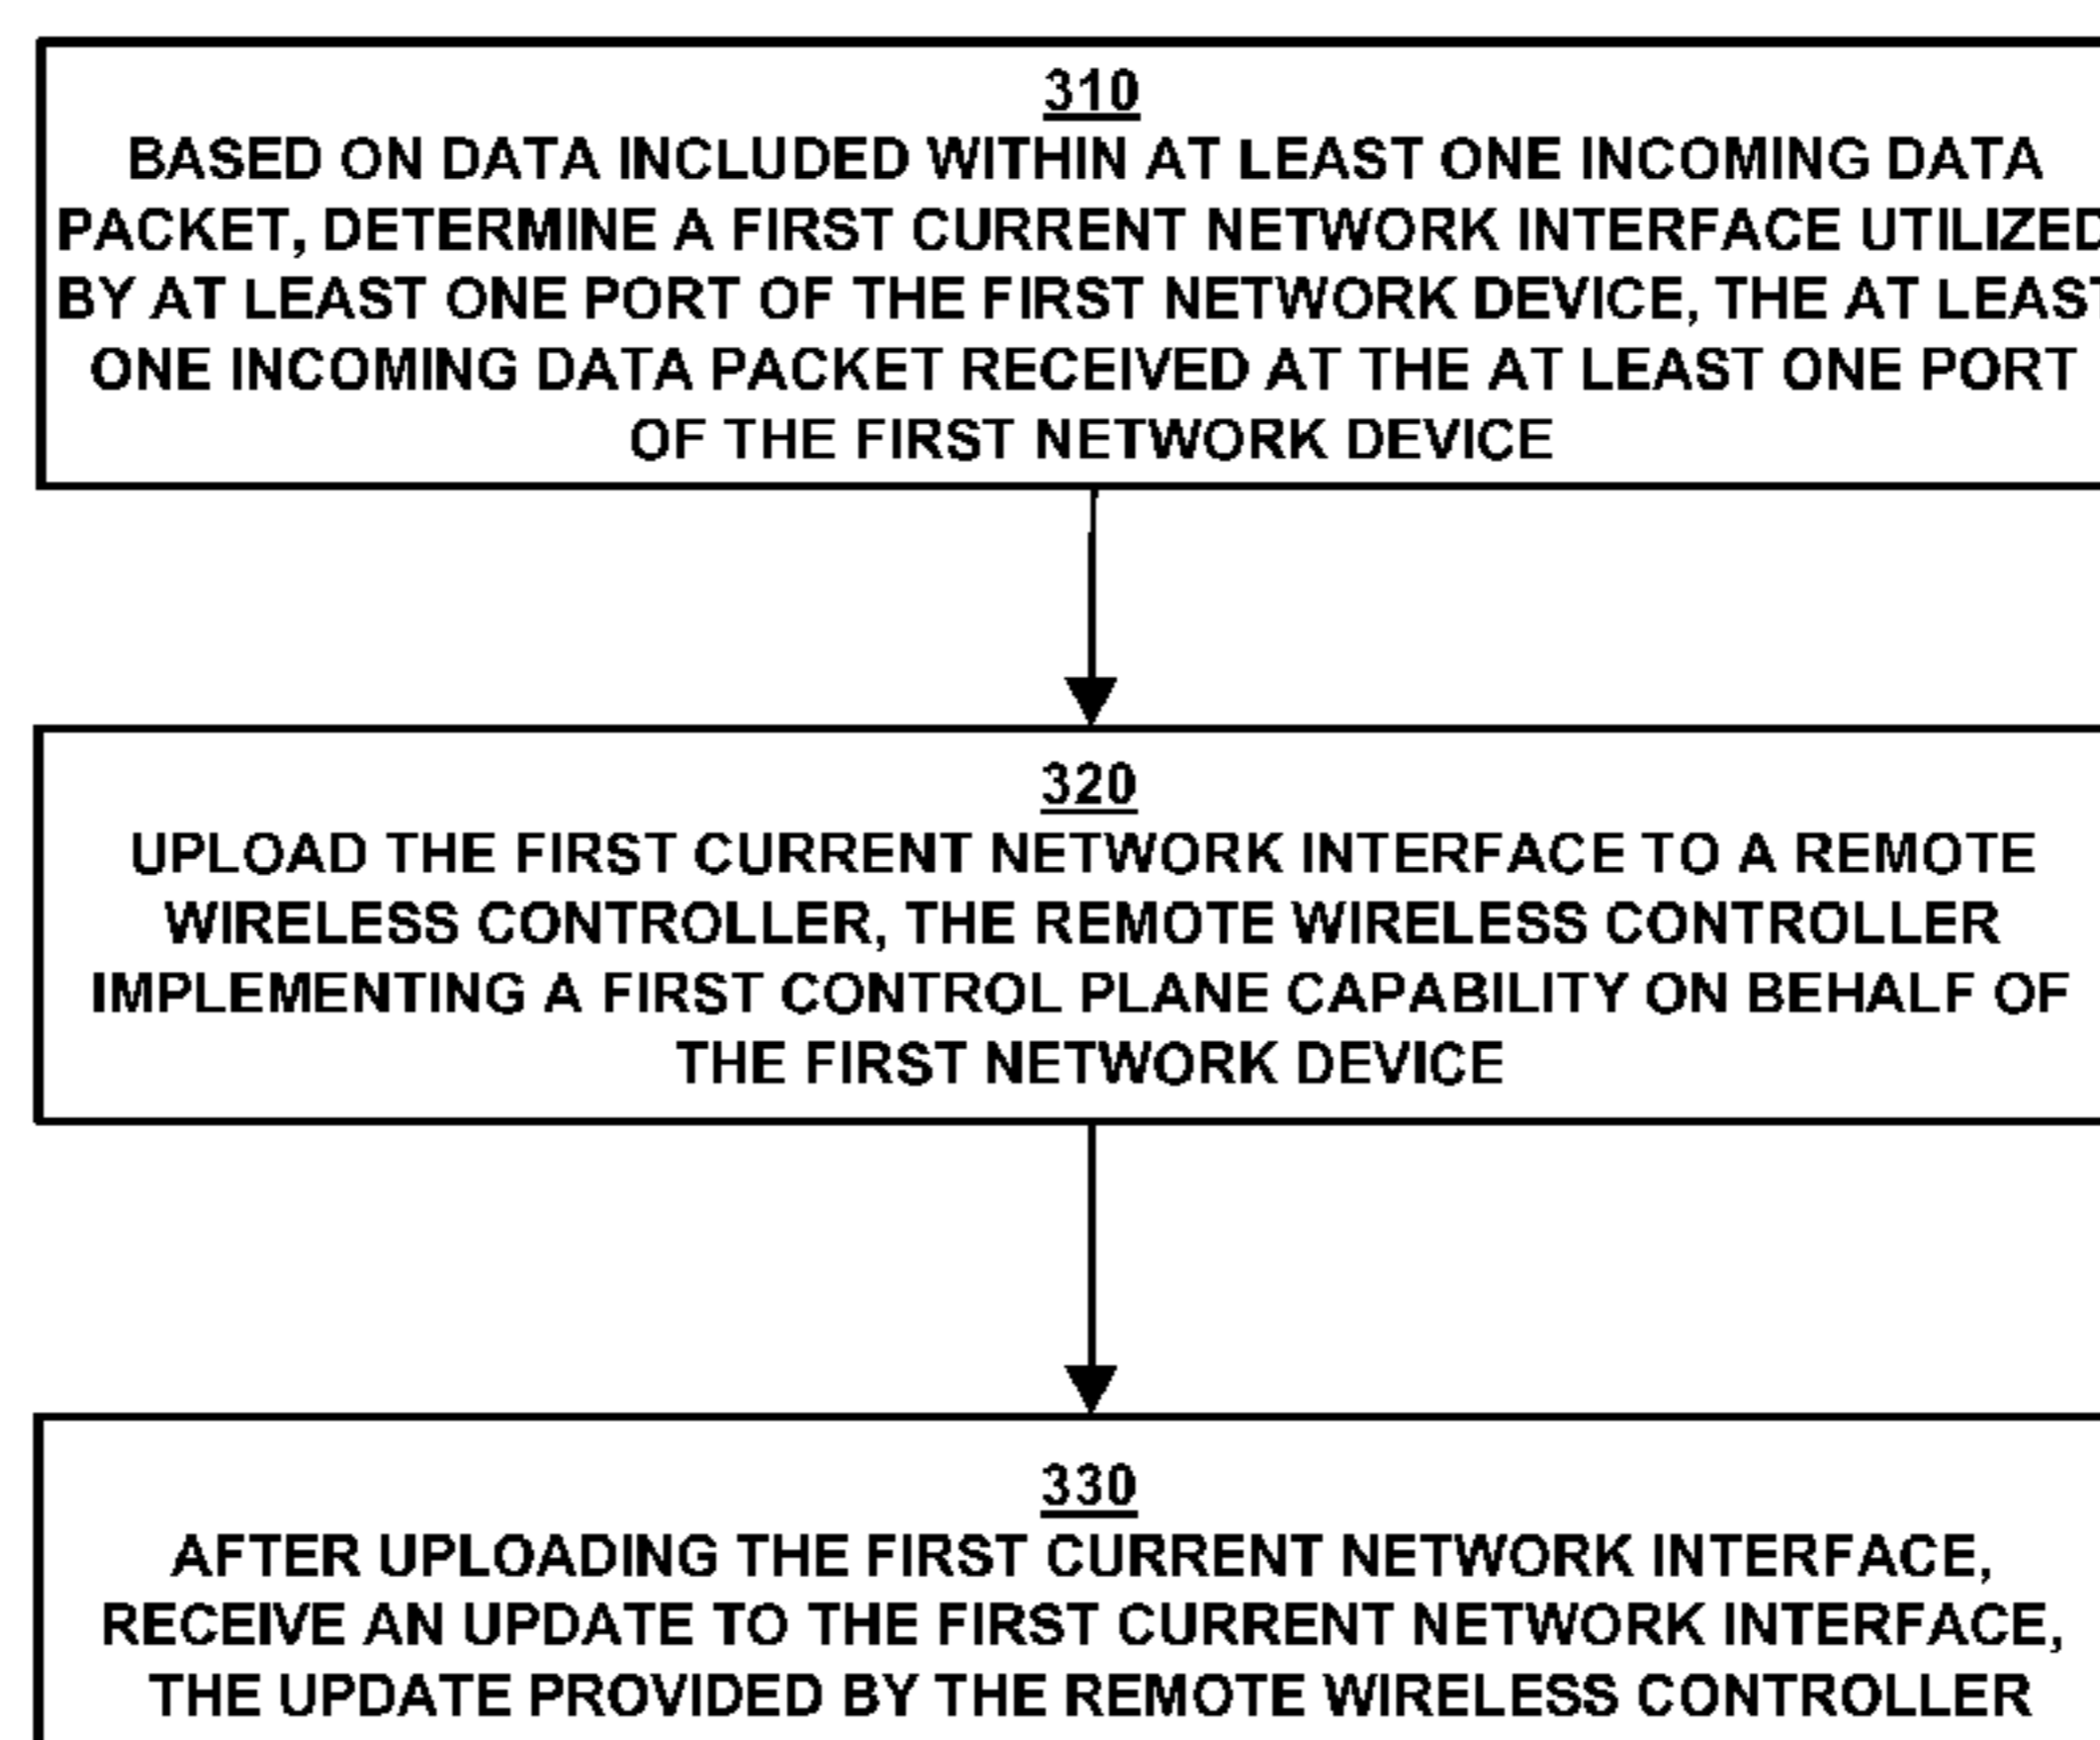 310
BASED ON DATA INCLUDED WITHIN AT LEAST ONE INCOMING DATA
PACKET, DETERMINE A FIRST CURRENT NETWORK INTERFACE UTILIZED
BY AT LEAST ONE PORT OF THE FIRST NETWORK DEVICE, THE AT LEAST
ONE INCOMING DATA PACKET RECEIVED AT THE AT LEAST ONE PORT
OF THE FIRST NETWORK DEVICE
320
UPLOAD THE FIRST CURRENT NETWORK INTERFACE TO A REMOTE
WIRELESS CONTROLLER, THE REMOTE WIRELESS CONTROLLER
IMPLEMENTING A FIRST CONTROL PLANE CAPABILITY ON BEHALF OF
THE FIRST NETWORK DEVICE
330
AFTER UPLOADING THE FIRST CURRENT NETWORK INTERFACE,
RECEIVE AN UPDATE TO THE FIRST CURRENT NETWORK INTERFACE,
THE UPDATE PROVIDED BY THE REMOTE WIRELESS CONTROLLER